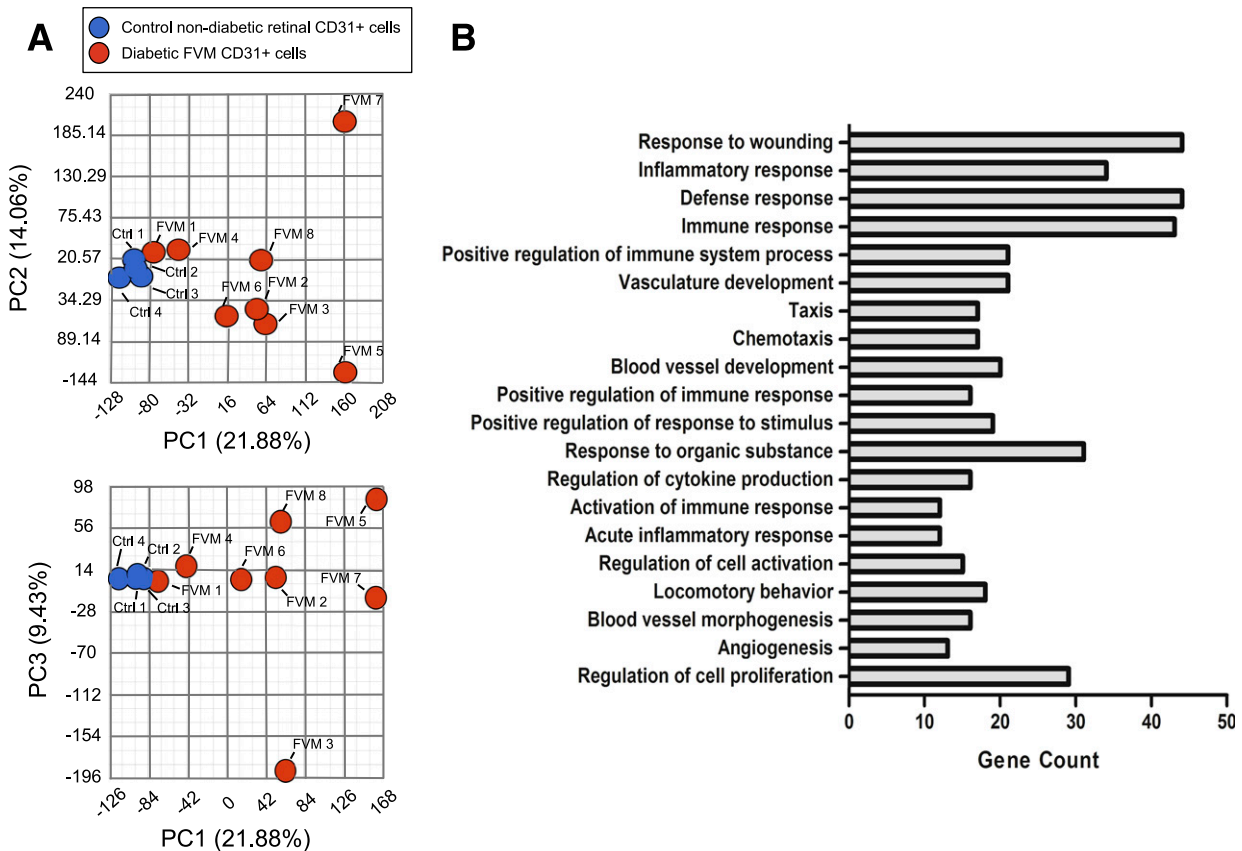 A
Control non-diabetic retinal CD31+ cells
Diabetic FVM CD31+ cells
PC2 (14.06%)
240
185.14
130.29
75.43
20.57
34.29
89.14
-144
FVM 7
Ctrl 1
FVM 1
FVM 4
FVM 8
Ctrl 2
Ctrl 3
Ctrl 4
FVM 6
FVM 2
FVM 3
FVM 5
-128
-80
-32
16
64
112
160
208
PC1 (21.88%)
PC3 (9.43%)
98
56
14
-28
-70
-112
-154
-196
FVM 8
FVM 5
Ctrl 4
Ctrl 2
FVM 4
FVM 6
FVM 7
Ctrl 1
Ctrl 3
FVM 1
FVM 2
FVM 3
-126
-84
-42
0
42
84
126
168
PC1 (21.88%)
B
Response to wounding
Inflammatory response
Defense response
Immune response
Positive regulation of immune system process
Vasculature development
Taxis
Chemotaxis
Blood vessel development
Positive regulation of immune response
Positive regulation of response to stimulus
Response to organic substance
Regulation of cytokine production
Activation of immune response
Acute inflammatory response
Regulation of cell activation
Locomotory behavior
Blood vessel morphogenesis
Angiogenesis
Regulation of cell proliferation
0
10
20
30
40
50
Gene Count